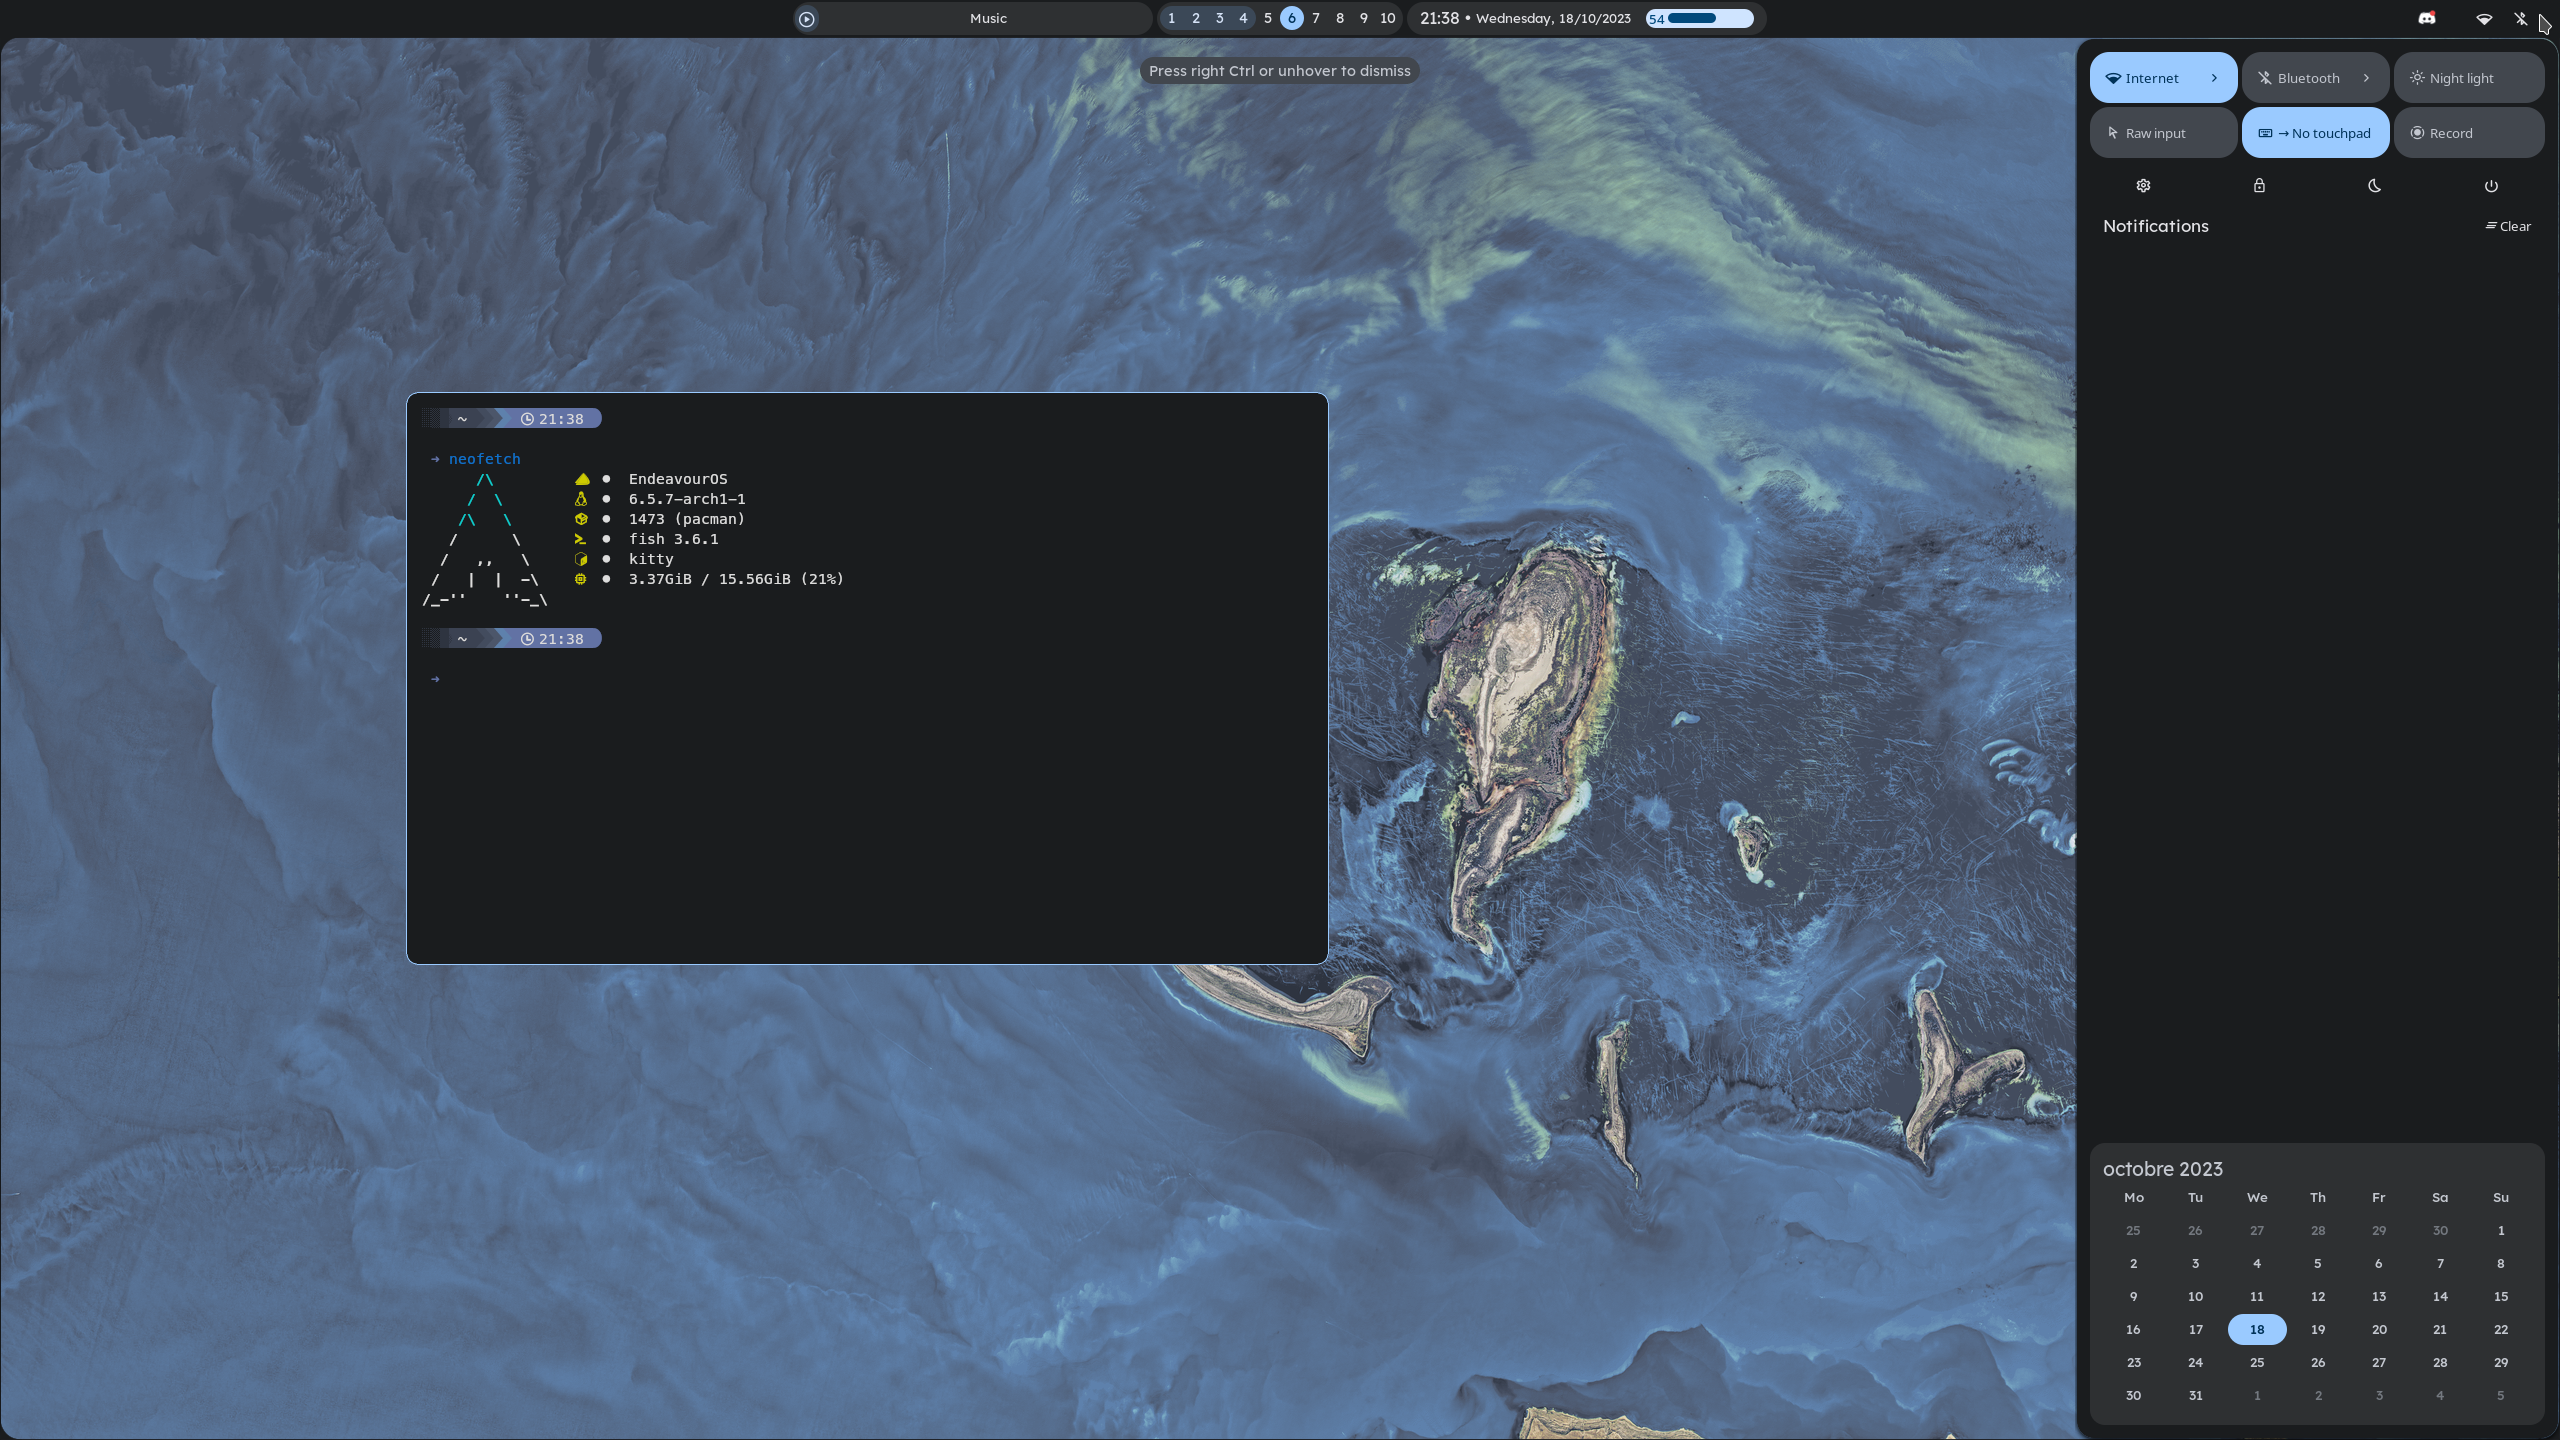 Music
1 2 3 4 5 6 7 8 9 10
21:38 • Wednesday, 18/10/2023
54
Press right Ctrl or unhover to dismiss
Internet
Bluetooth
Night light
Raw input
→ No touchpad
Record
Notifications
Clear
~ 21:38
→ neofetch
/\ ● EndeavourOS
/  \ ● 6.5.7-arch1-1
/\   \ ● 1473 (pacman)
/      \ ● fish 3.6.1
/   ,,   \ ● kitty
/   |  |  -\ ● 3.37GiB / 15.56GiB (21%)
/_-''    ''-_\
~ 21:38
→
octobre 2023
Mo Tu We Th Fr Sa Su
25 26 27 28 29 30 1
2 3 4 5 6 7 8
9 10 11 12 13 14 15
16 17 18 19 20 21 22
23 24 25 26 27 28 29
30 31 1 2 3 4 5